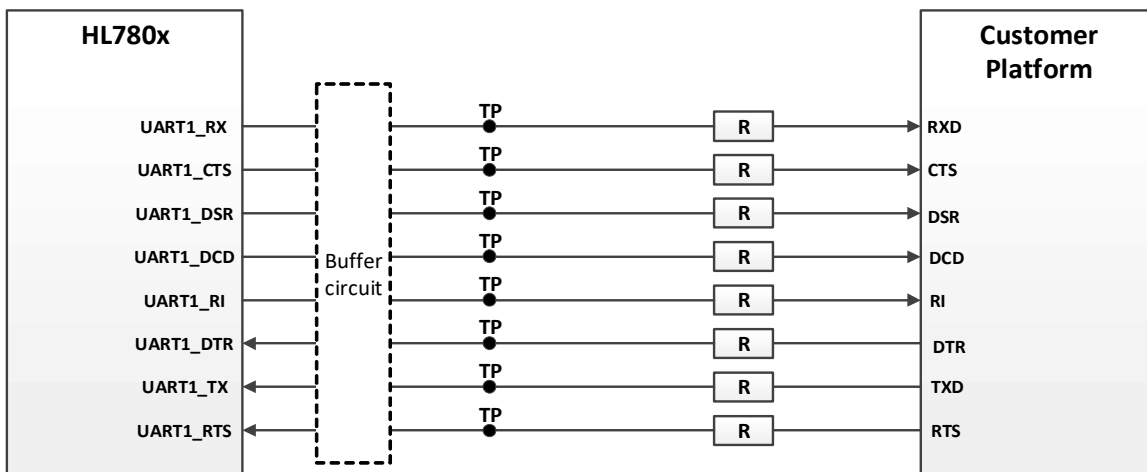 HL780x
Customer
Platform
UART1_RX
TP
R
RXD
UART1_CTS
TP
R
CTS
UART1_DSR
TP
R
DSR
UART1_DCD
Buffer
circuit
TP
R
DCD
UART1_RI
TP
R
RI
UART1_DTR
TP
R
DTR
UART1_TX
TP
R
TXD
UART1_RTS
TP
R
RTS